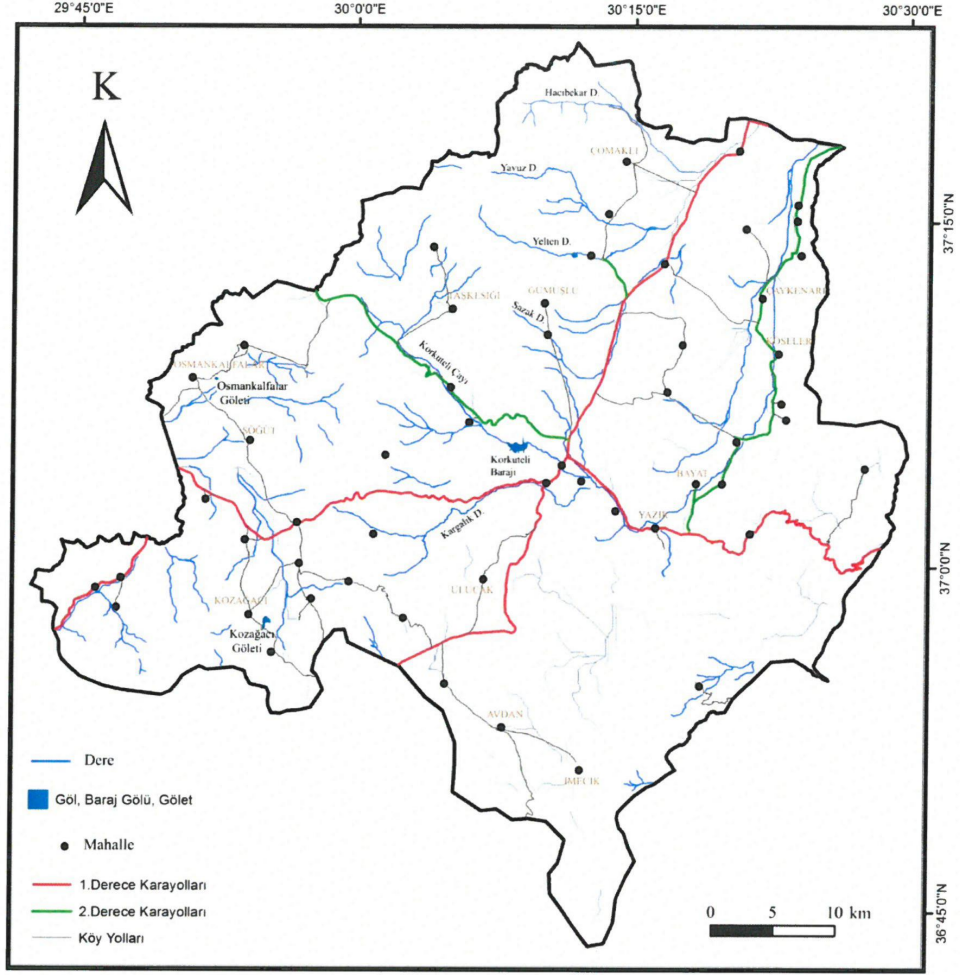 29°45'0"E
30°0'0"E
30°15'0"E
30°30'0"E
K
Hacıbekar D.
ÇOMAKLI
Yavuz D
37°15'0"N
Yelten D.
GÜMÜŞLÜ
TAŞKESİĞİ
ÇAYKENARI
Sazak D.
KÖSELER
Korkuteli Çayı
OSMANKALFALAR
Osmankalfalar
Göleti
SÖĞÜT
Korkuteli
Barajı
BAYAT
YAZIR
Kargalık D.
37°0'0"N
ULUCAK
KOZAĞACI
Kozağacı
Göleti
AVDAN
İMECİK
Dere
Göl, Baraj Gölü, Gölet
Mahalle
1.Derece Karayolları
2.Derece Karayolları
Köy Yolları
0 5 10 km
36°45'0"N